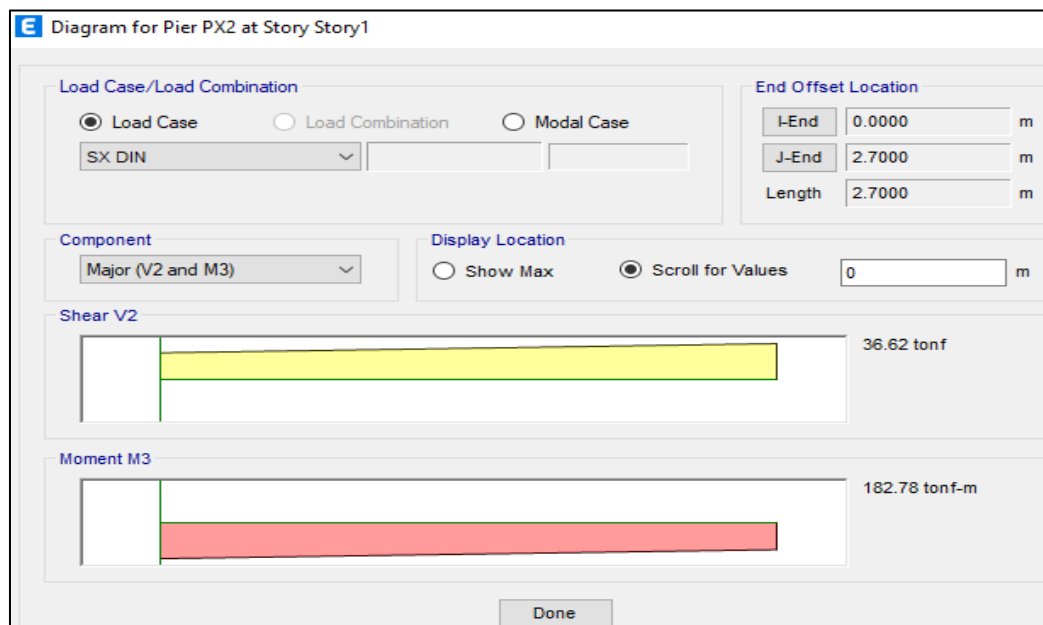 E Diagram for Pier PX2 at Story Story1
Load Case/Load Combination
Load Case Load Combination Modal Case
SX DIN
End Offset Location
I-End 0.0000 m
J-End 2.7000 m
Length 2.7000 m
Component
Major (V2 and M3)
Display Location
Show Max Scroll for Values 0 m
Shear V2
36.62 tonf
Moment M3
182.78 tonf-m
Done